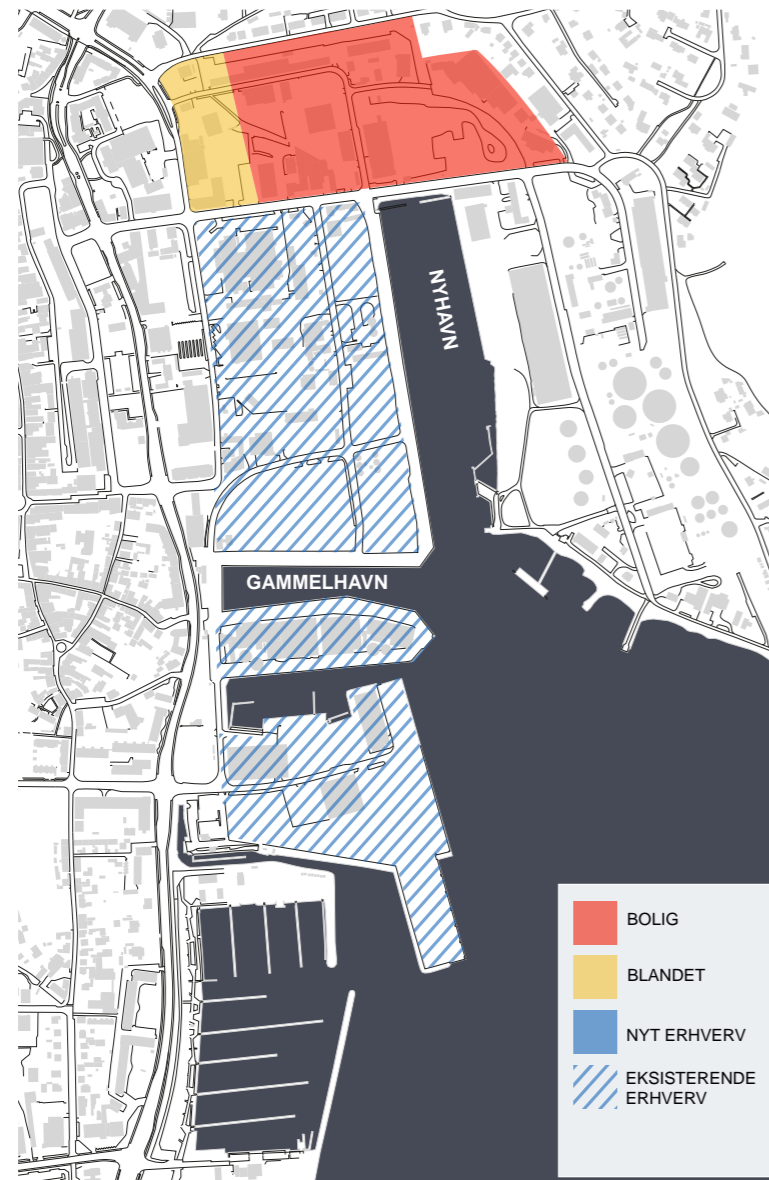 NYHAVN
GAMMELHAVN
BOLIG
BLANDET
NYT ERHVERV
EKSISTERENDE
ERHVERV